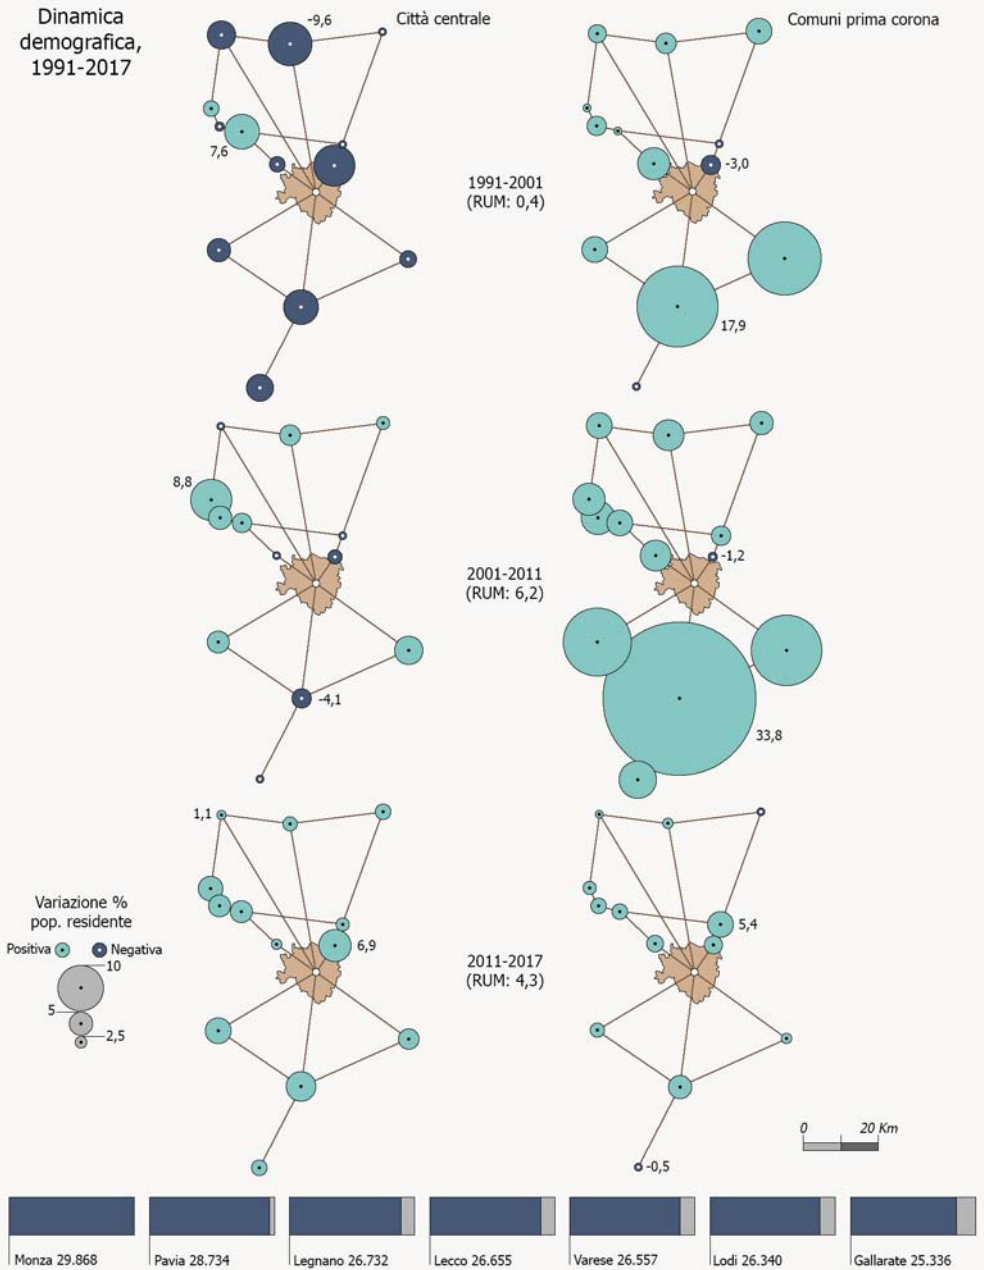 Dinamica
demografica,
1991-2017
-9,6
Città centrale
Comuni prima corona
7,6
-3,0
1991-2001
(RUM: 0,4)
17,9
8,8
-1,2
2001-2011
(RUM: 6,2)
-4,1
33,8
1,1
Variazione %
pop. residente
Positiva
Negativa
10
5
2,5
6,9
5,4
2011-2017
(RUM: 4,3)
0 20 Km
-0,5
Monza 29.868
Pavia 28.734
Legnano 26.732
Lecco 26.655
Varese 26.557
Lodi 26.340
Gallarate 25.336